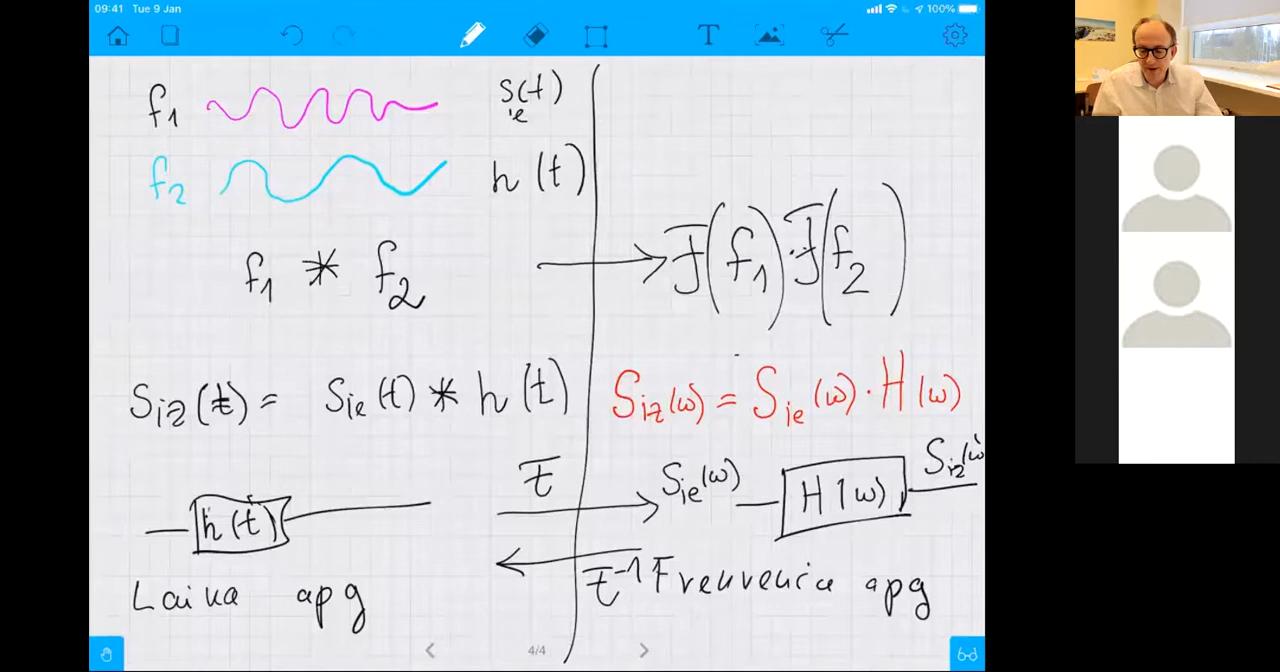 09:41 Tue 9 Jan 100%
T
f1 S(t)
ie
f2 h (t)
f1 * f2 → F(f1) · F(f2)
Siz(t) = Sie(t) * h(t) Siz(ω) = Sie(ω) · H(ω)
F Sie(ω) H(ω) Siz(ω
h(t)
F-1 Frekvencia apg
Laika apg
4/4